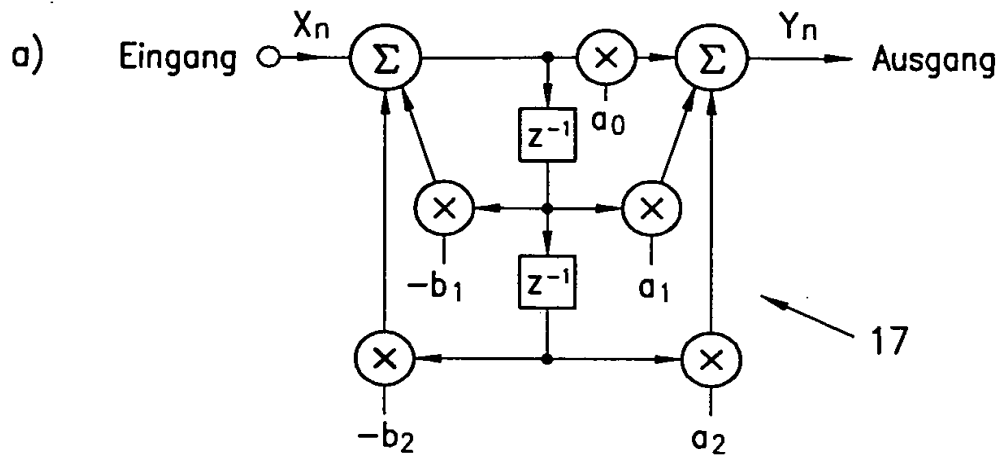 a) Eingang Xₙ Σ × Σ Yₙ Ausgang
a₀
z⁻¹
× ×
-b₁ z⁻¹ a₁
17
× ×
-b₂ a₂